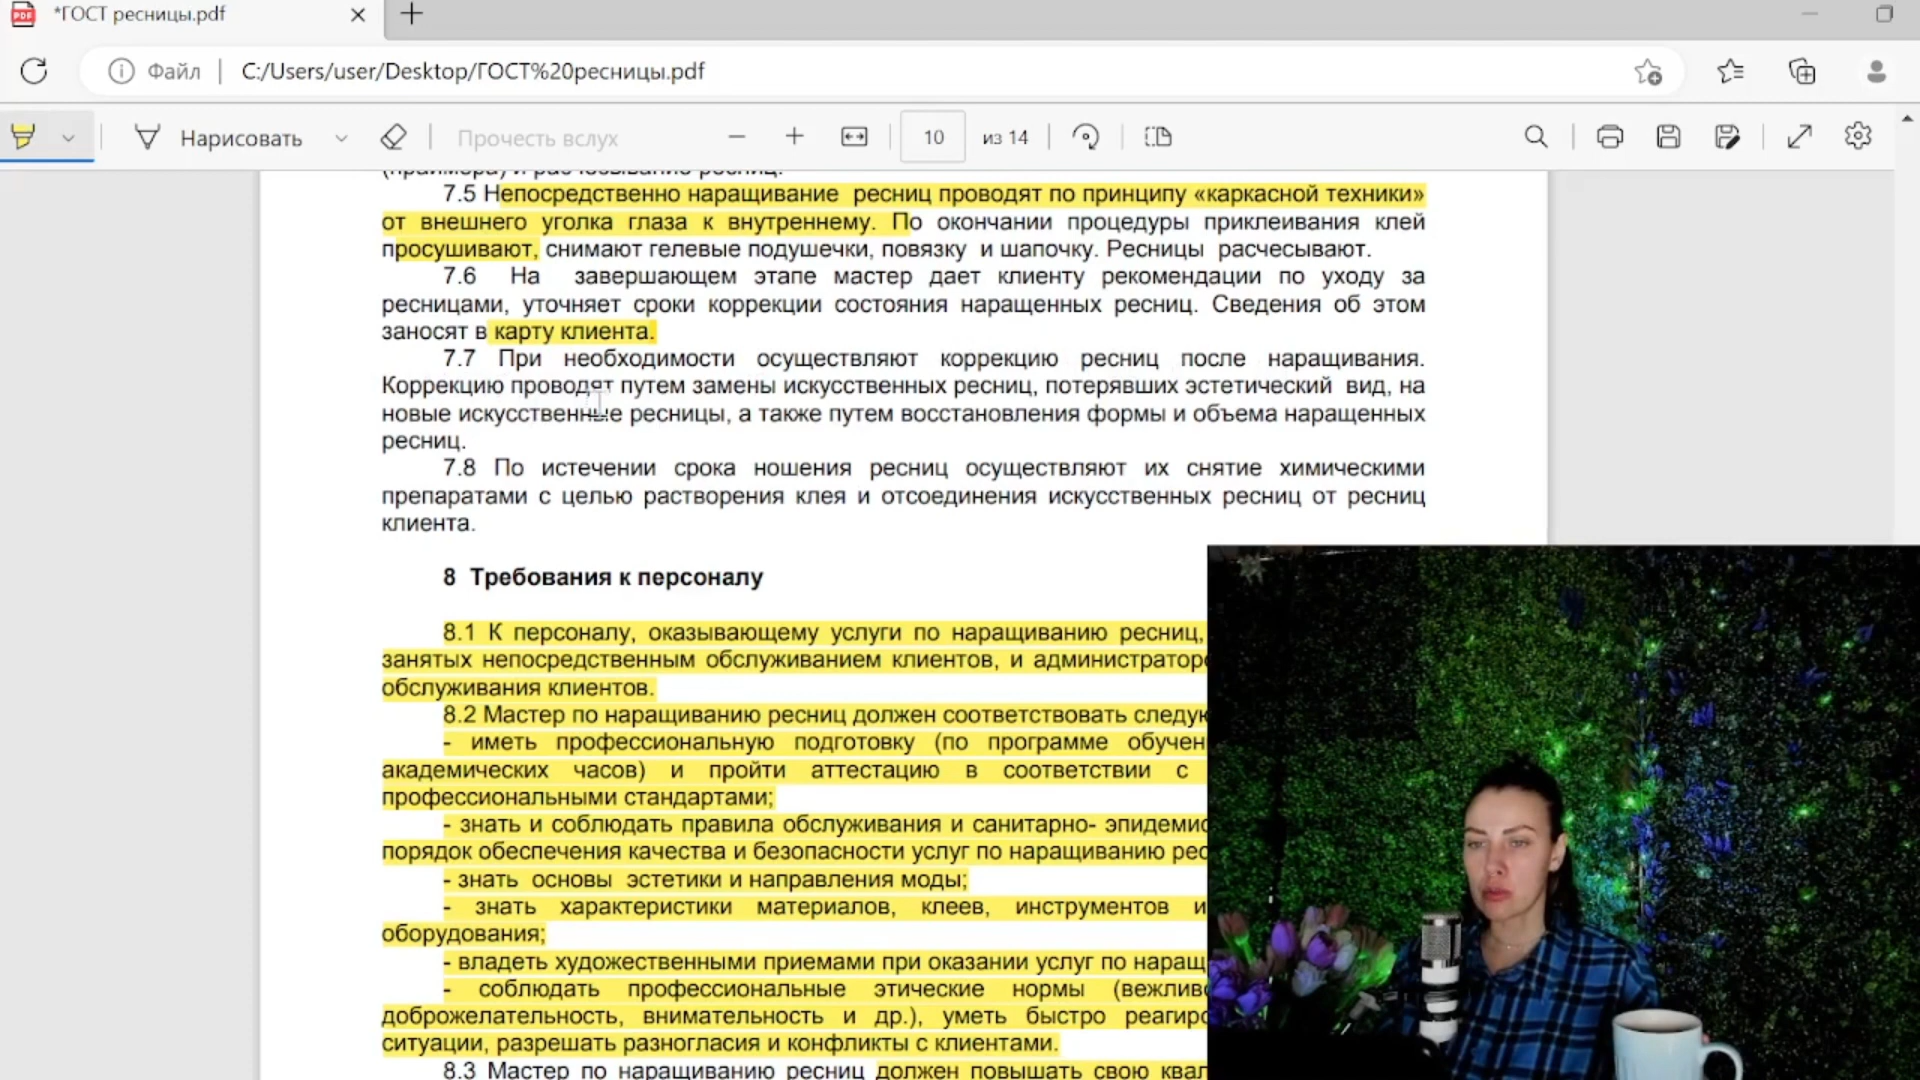 *ГОСТ ресницы.pdf
Файл C:/Users/user/Desktop/ГОСТ%20ресницы.pdf
Нарисовать Прочесть вслух 10 из 14
7.5 Непосредственно наращивание ресниц проводят по принципу «каркасной техники»
от внешнего уголка глаза к внутреннему. По окончании процедуры приклеивания клей
просушивают, снимают гелевые подушечки, повязку и шапочку. Ресницы расчесывают.
7.6 На завершающем этапе мастер дает клиенту рекомендации по уходу за
ресницами, уточняет сроки коррекции состояния наращенных ресниц. Сведения об этом
заносят в карту клиента.
7.7 При необходимости осуществляют коррекцию ресниц после наращивания.
Коррекцию проводят путем замены искусственных ресниц, потерявших эстетический вид, на
новые искусственные ресницы, а также путем восстановления формы и объема наращенных
ресниц.
7.8 По истечении срока ношения ресниц осуществляют их снятие химическими
препаратами с целью растворения клея и отсоединения искусственных ресниц от ресниц
клиента.
8 Требования к персоналу
8.1 К персоналу, оказывающему услуги по наращиванию ресниц,
занятых непосредственным обслуживанием клиентов, и администраторо
обслуживания клиентов.
8.2 Мастер по наращиванию ресниц должен соответствовать следую
- иметь профессиональную подготовку (по программе обучен
академических часов) и пройти аттестацию в соответствии с
профессиональными стандартами;
- знать и соблюдать правила обслуживания и санитарно- эпидемио
порядок обеспечения качества и безопасности услуг по наращиванию рес
- знать основы эстетики и направления моды;
- знать характеристики материалов, клеев, инструментов и
оборудования;
- владеть художественными приемами при оказании услуг по наращ
- соблюдать профессиональные этические нормы (вежливо
доброжелательность, внимательность и др.), уметь быстро реагиро
ситуации, разрешать разногласия и конфликты с клиентами.
8.3 Мастер по наращиванию ресниц должен повышать свою квал